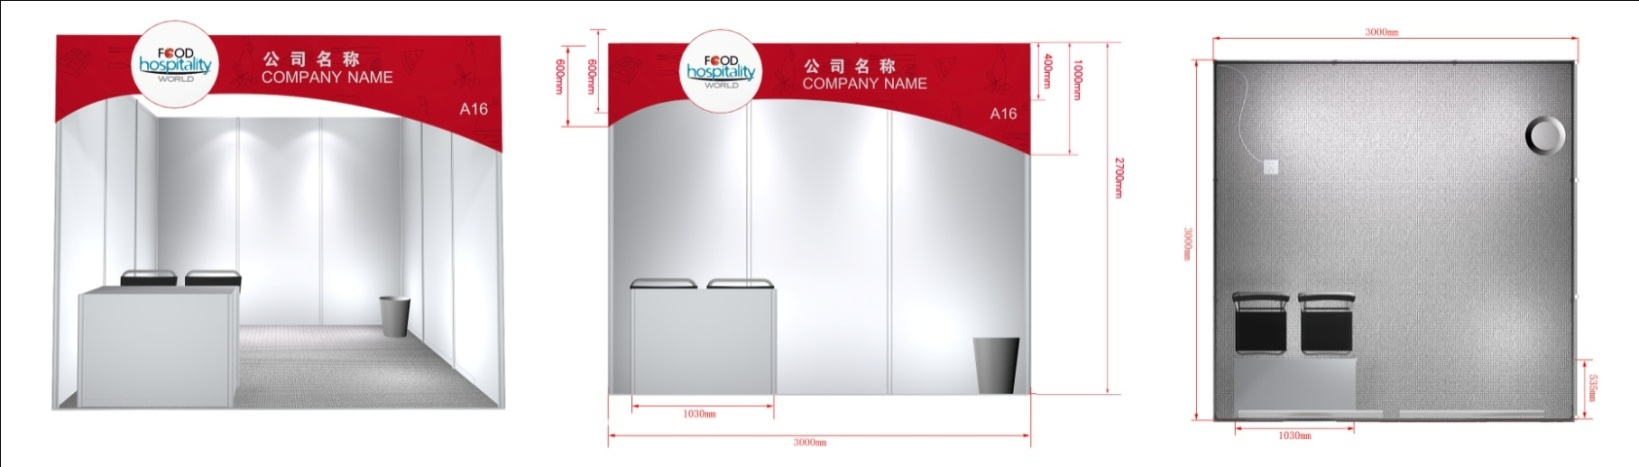 FOOD
hospitality
WORLD
公司名称
COMPANY NAME
A16
600mm
600mm
FOOD
hospitality
WORLD
公司名称
COMPANY NAME
A16
400mm
1000mm
2700mm
1030mm
3000mm
3000mm
3000mm
535mm
1030mm